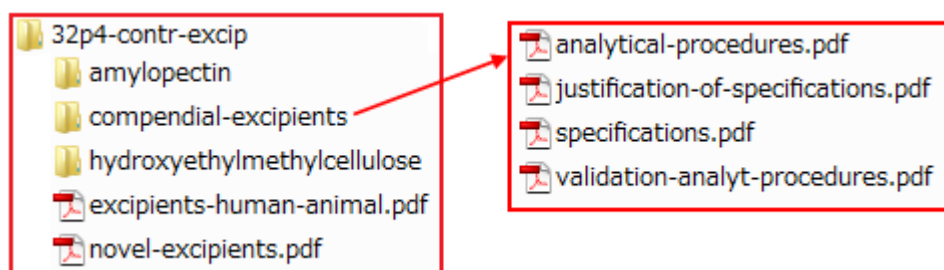 32p4-contr-excip
amylopectin
compendial-excipients
hydroxyethylmethylcellulose
excipients-human-animal.pdf
novel-excipients.pdf
analytical-procedures.pdf
justification-of-specifications.pdf
specifications.pdf
validation-analyt-procedures.pdf